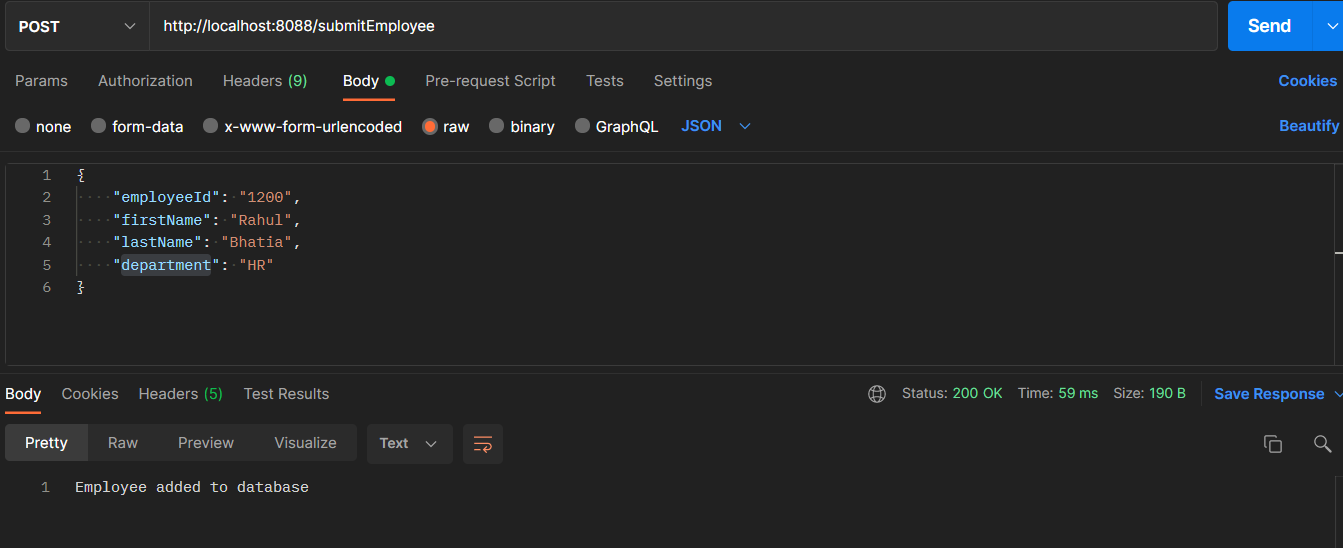 POST http://localhost:8088/submitEmployee Send
Params Authorization Headers (9) Body Pre-request Script Tests Settings Cookies
none form-data x-www-form-urlencoded raw binary GraphQL JSON Beautify
1 {
2 "employeeId": "1200",
3 "firstName": "Rahul",
4 "lastName": "Bhatia",
5 "department": "HR"
6 }
Body Cookies Headers (5) Test Results Status: 200 OK Time: 59 ms Size: 190 B Save Response
Pretty Raw Preview Visualize Text
1 Employee added to database